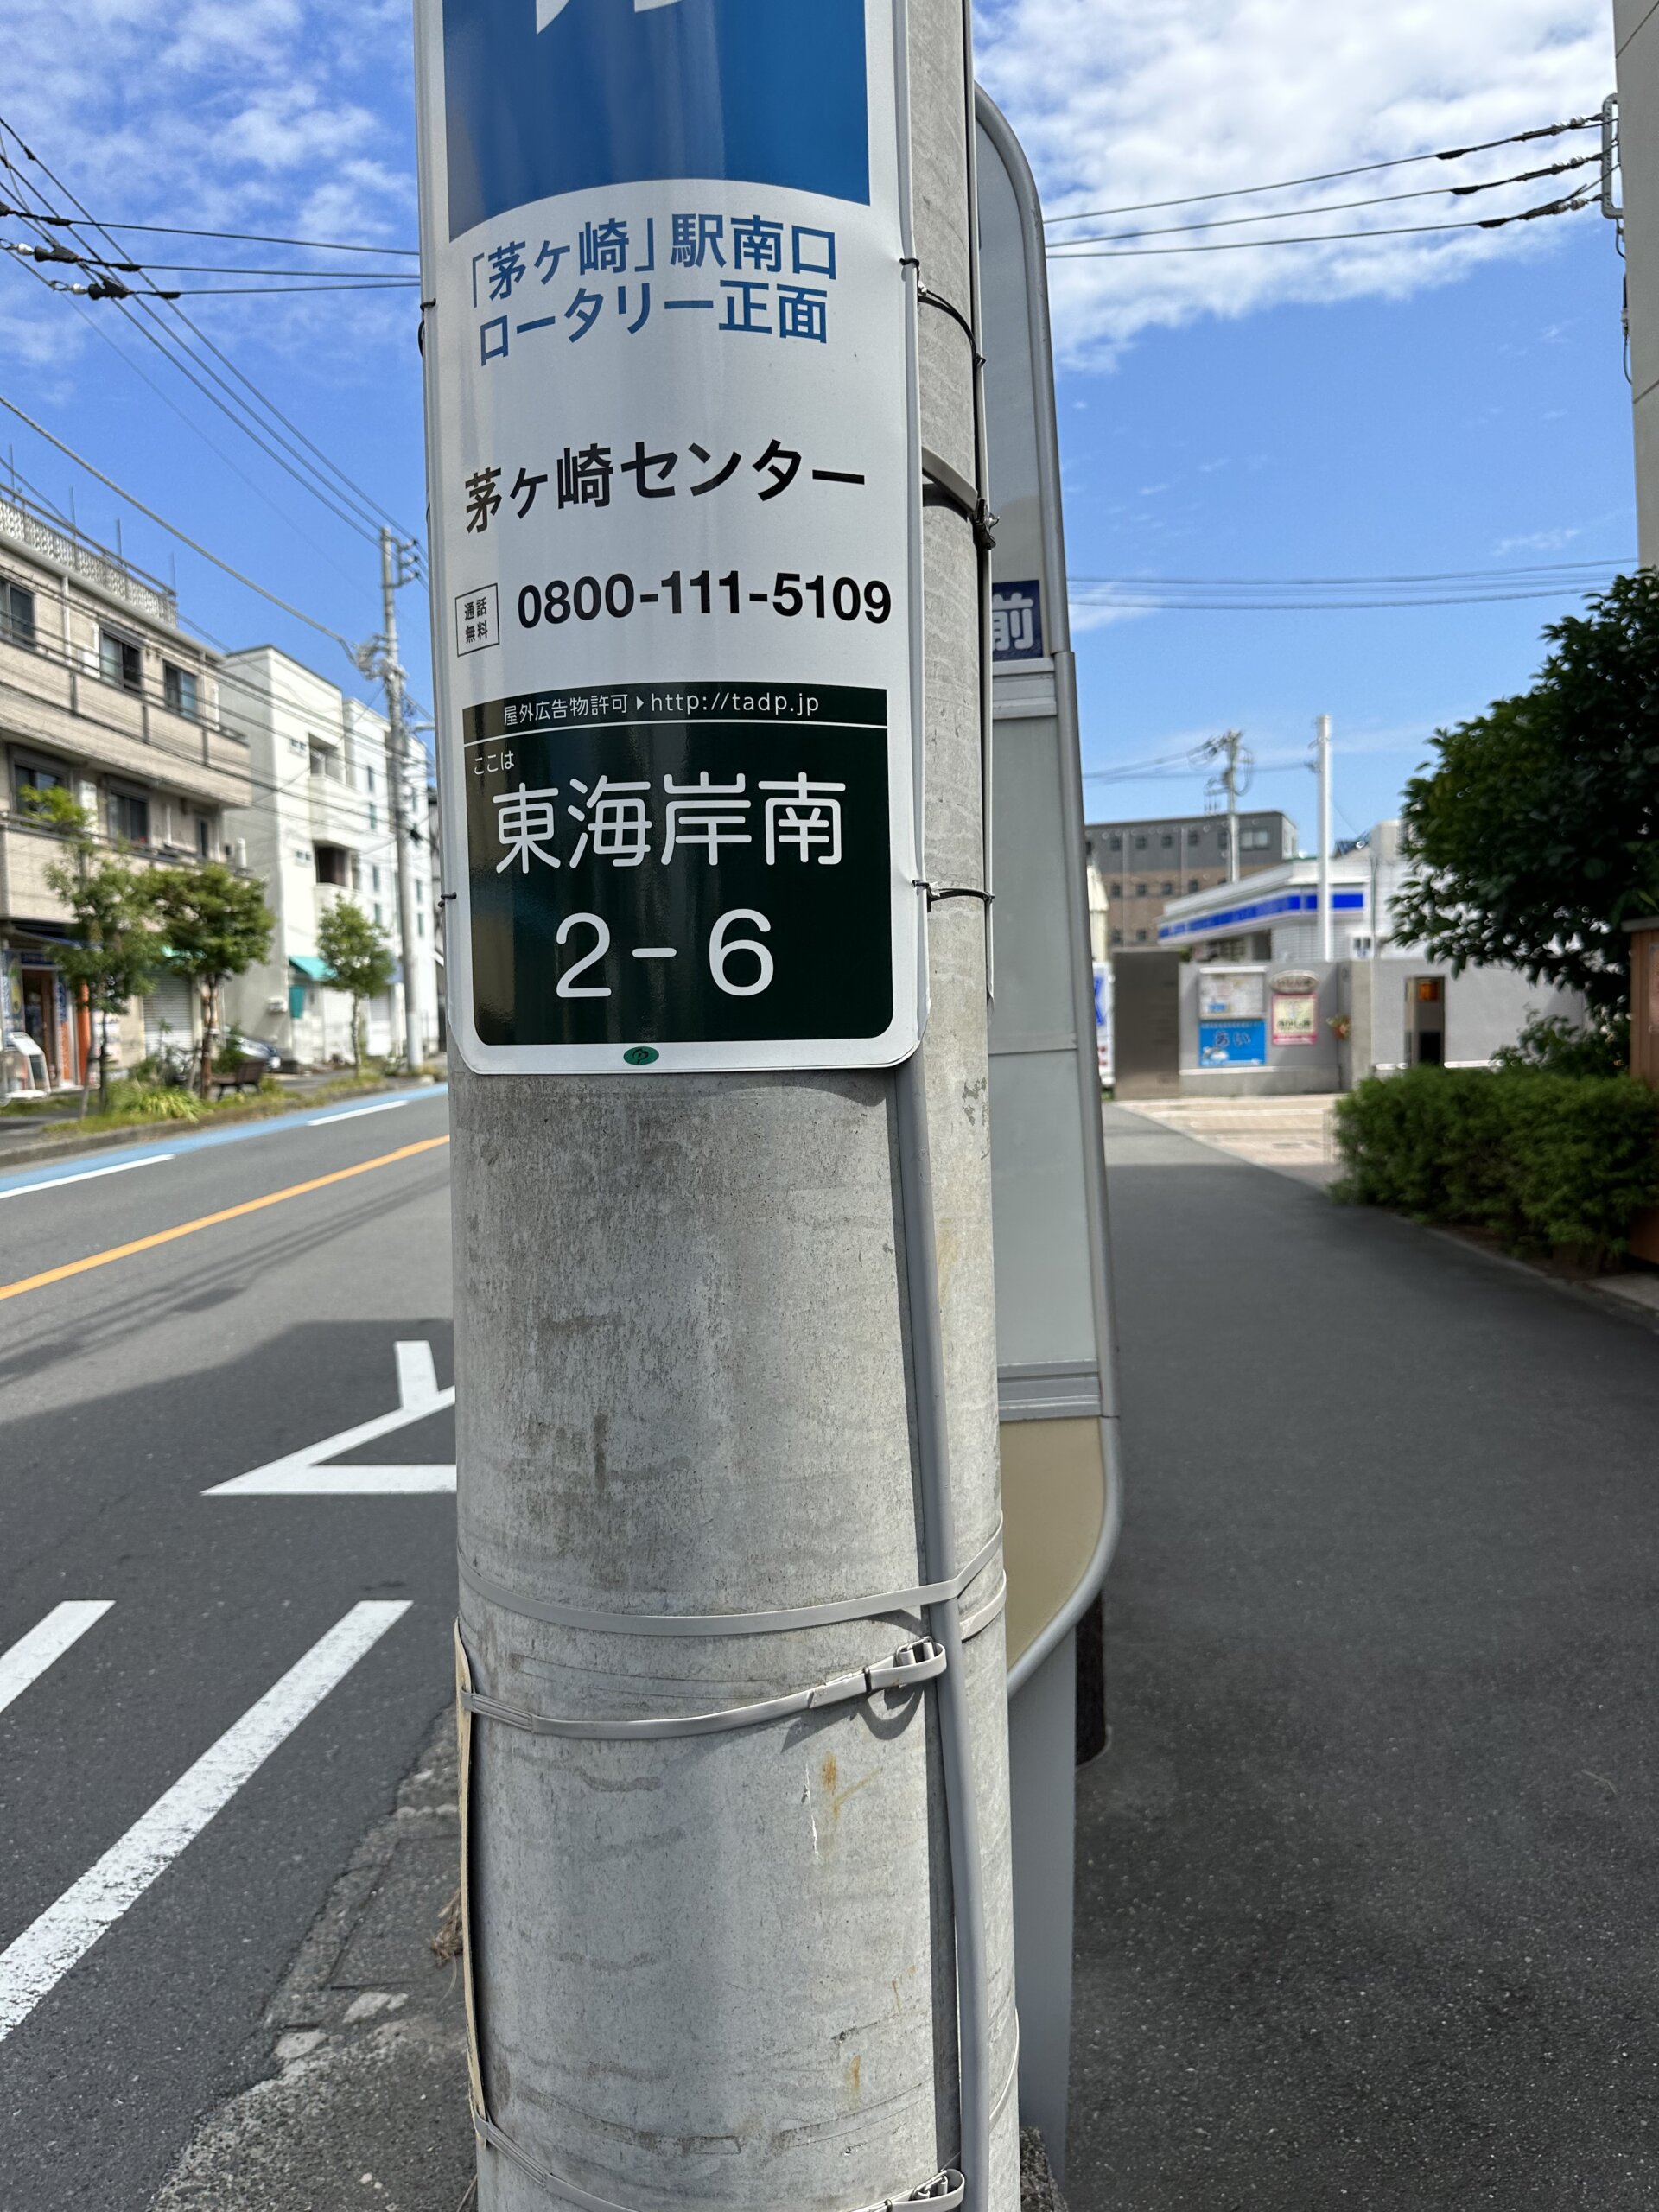 「茅ヶ崎」駅南口
ロータリー正面
茅ヶ崎センター
通話
無料
0800-111-5109
屋外広告物許可▶http://tadp.jp
ここは
東海岸南
2-6
前